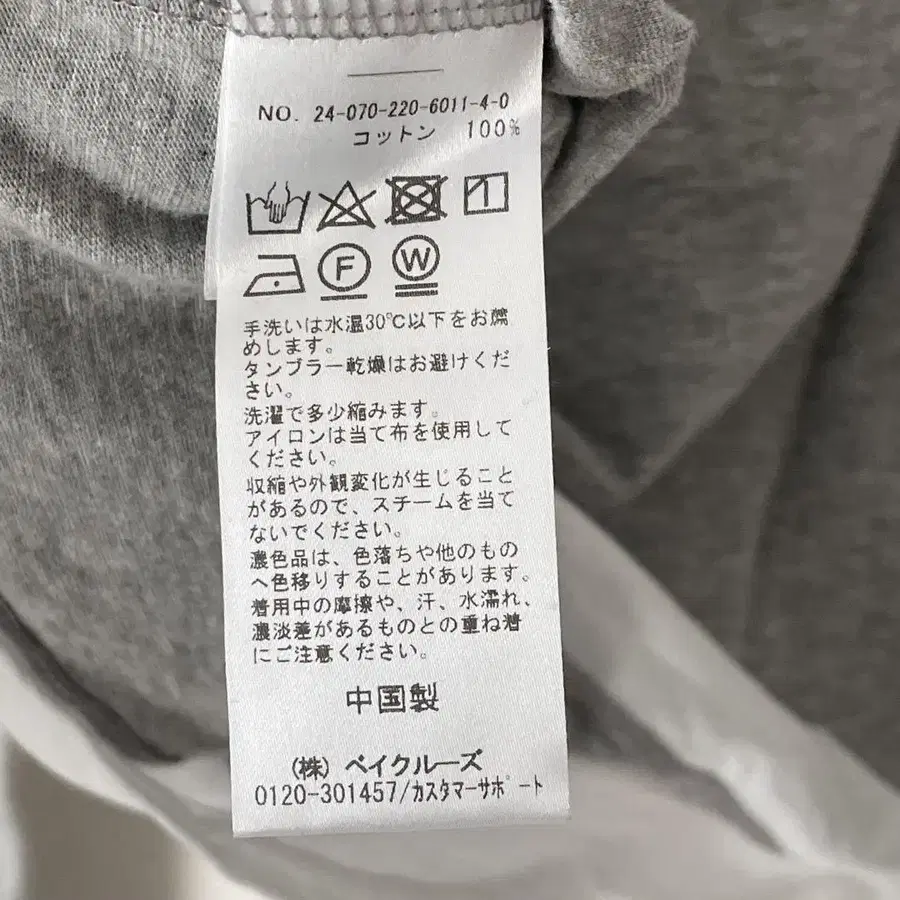 NO. 24-070-220-6011-4-0
コットン 100%
F W
手洗いは水温30℃以下をお薦
めします。
タンブラー乾燥はお避けくだ
さい。
洗濯で多少縮みます。
アイロンは当て布を使用して
ください。
収縮や外観変化が生じること
があるので、スチームを当て
ないでください。
濃色品は、色落ちや他のもの
へ色移りすることがあります。
着用中の摩擦や、汗、水濡れ、
濃淡差があるものとの重ね着
にご注意ください。
中国製
(株) ベイクルーズ
0120-301457/カスタマーサポート